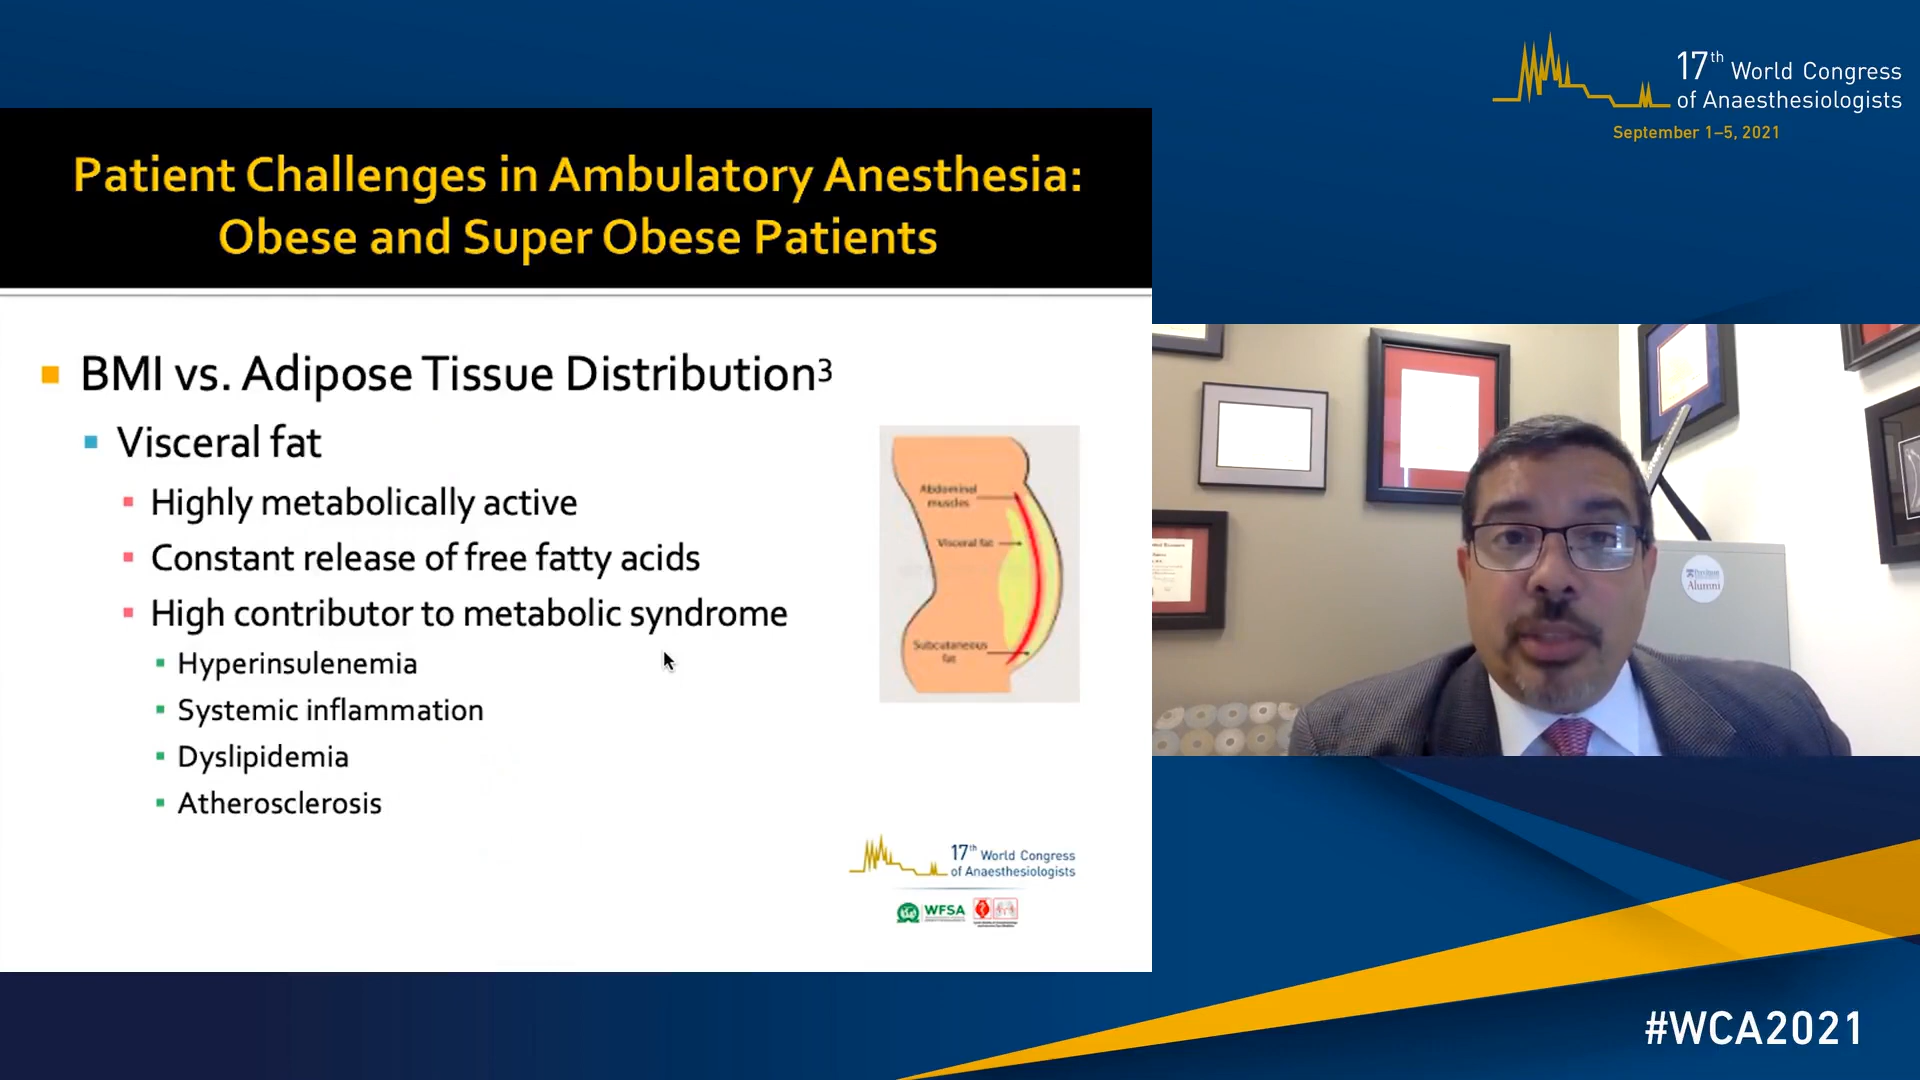 17th World Congress
of Anaesthesiologists
September 1–5, 2021
Patient Challenges in Ambulatory Anesthesia:
Obese and Super Obese Patients
BMI vs. Adipose Tissue Distribution3
Visceral fat
Highly metabolically active
Constant release of free fatty acids
High contributor to metabolic syndrome
Hyperinsulenemia
Systemic inflammation
Dyslipidemia
Atherosclerosis
Abdominal
muscles
Visceral fat
Subcutaneous
fat
17th World Congress
of Anaesthesiologists
WFSA
Alumni
#WCA2021